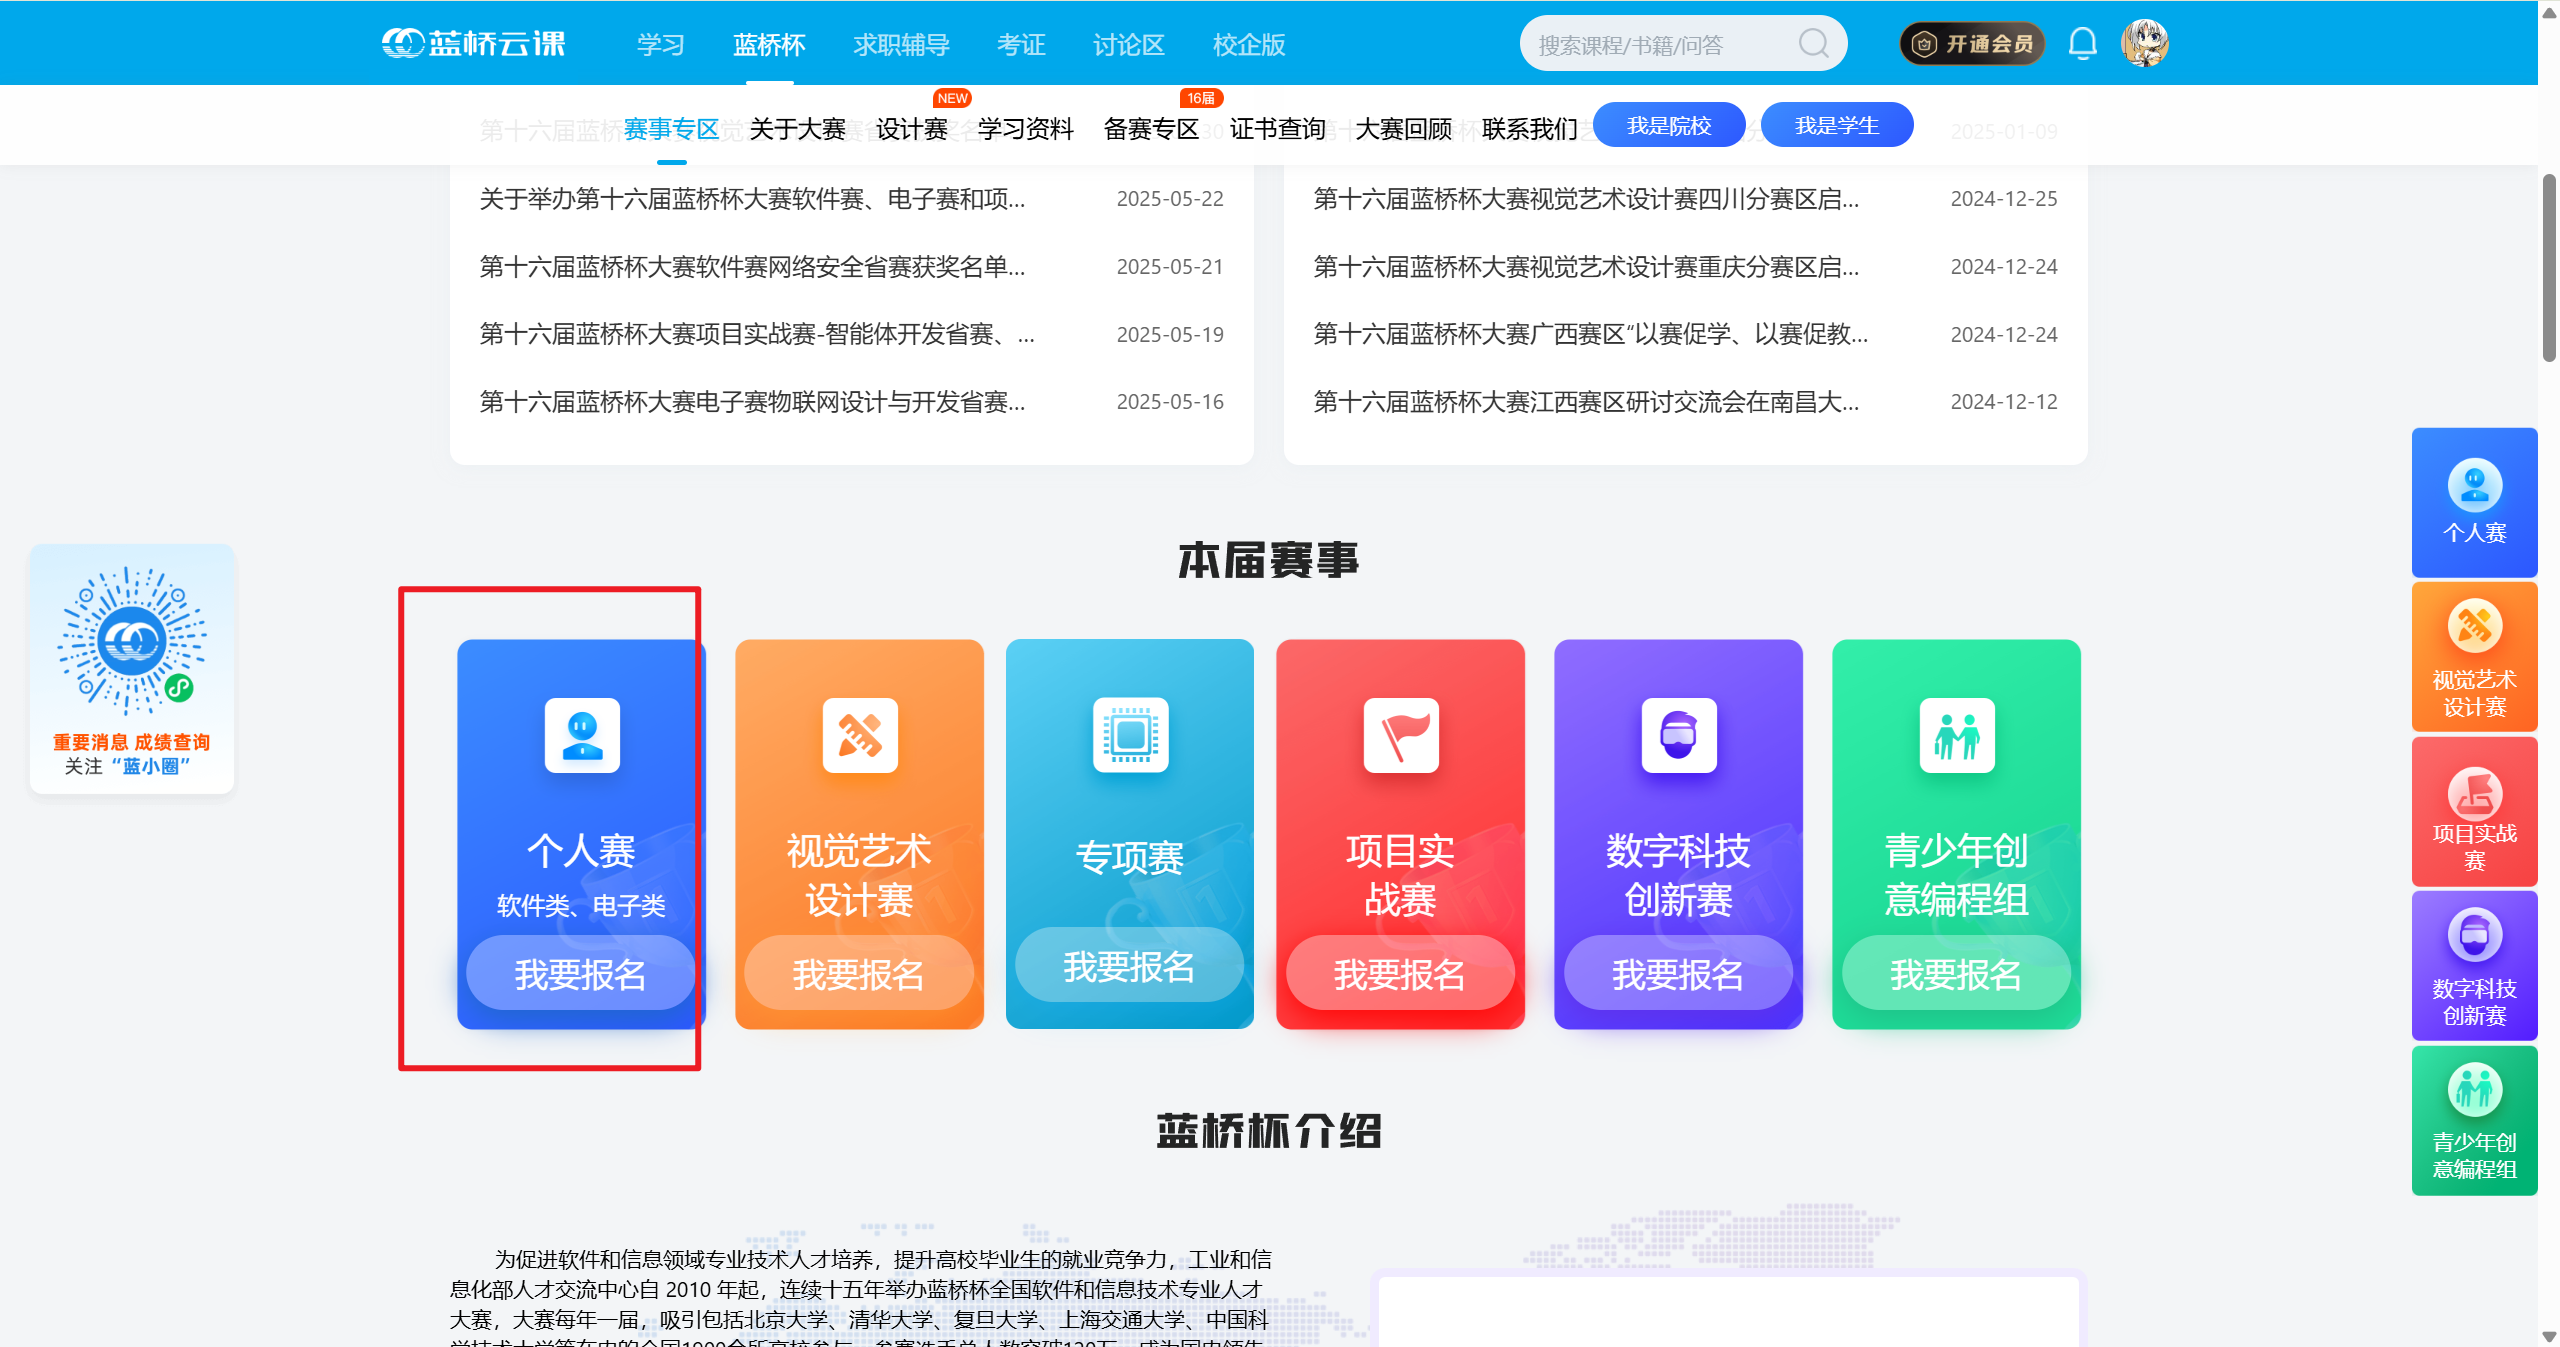 蓝桥云课
学习
蓝桥杯
求职辅导
考证
讨论区
校企版
搜索课程/书籍/问答
开通会员
赛事专区
关于大赛
设计赛
NEW
学习资料
备赛专区
16届
证书查询
大赛回顾
联系我们
我是院校
我是学生
2025-01-09
关于举办第十六届蓝桥杯大赛软件赛、电子赛和项...
2025-05-22
第十六届蓝桥杯大赛软件赛网络安全省赛获奖名单...
2025-05-21
第十六届蓝桥杯大赛项目实战赛-智能体开发省赛、...
2025-05-19
第十六届蓝桥杯大赛电子赛物联网设计与开发省赛...
2025-05-16
第十六届蓝桥杯大赛视觉艺术设计赛四川分赛区启...
2024-12-25
第十六届蓝桥杯大赛视觉艺术设计赛重庆分赛区启...
2024-12-24
第十六届蓝桥杯大赛广西赛区“以赛促学、以赛促教...
2024-12-24
第十六届蓝桥杯大赛江西赛区研讨交流会在南昌大...
2024-12-12
重要消息 成绩查询
关注“蓝小圈”
本届赛事
个人赛
软件类、电子类
我要报名
视觉艺术
设计赛
我要报名
专项赛
我要报名
项目实
战赛
我要报名
数字科技
创新赛
我要报名
青少年创
意编程组
我要报名
个人赛
视觉艺术
设计赛
项目实战
赛
数字科技
创新赛
青少年创
意编程组
蓝桥杯介绍
为促进软件和信息领域专业技术人才培养，提升高校毕业生的就业竞争力，工业和信
息化部人才交流中心自 2010 年起，连续十五年举办蓝桥杯全国软件和信息技术专业人才
大赛，大赛每年一届，吸引包括北京大学、清华大学、复旦大学、上海交通大学、中国科